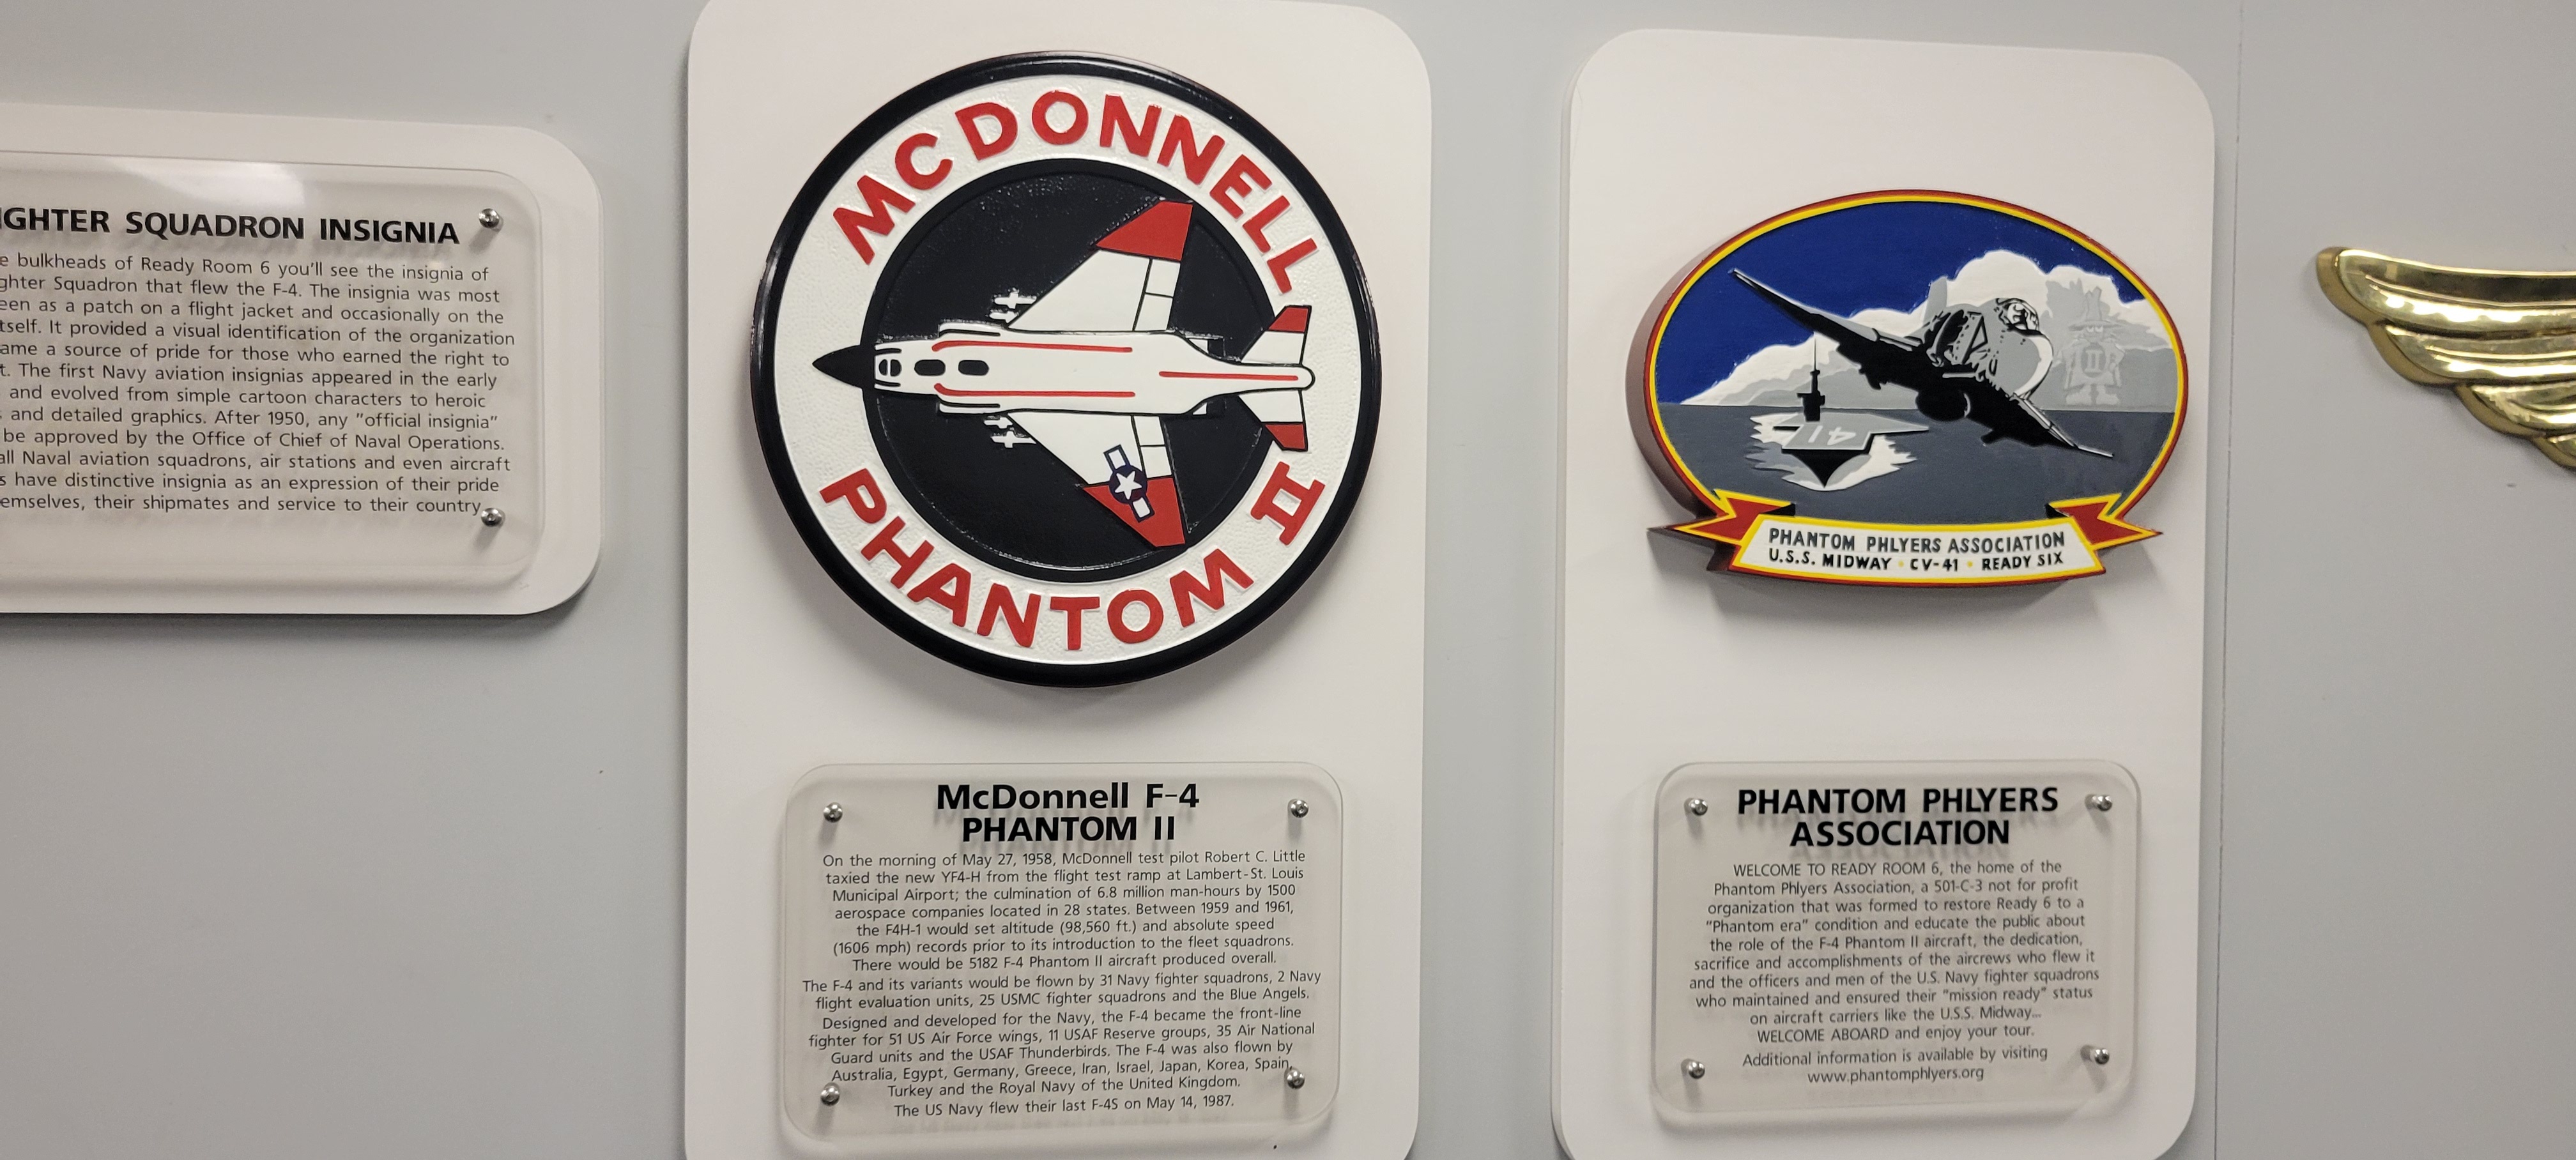 IGHTER SQUADRON INSIGNIA
bulkheads of Ready Room 6 you'll see the insignia of
ghter Squadron that flew the F-4. The insignia was most
een as a patch on a flight jacket and occasionally on the
tself. It provided a visual identification of the organization
ame a source of pride for those who earned the right to
t. The first Navy aviation insignias appeared in the early
and evolved from simple cartoon characters to heroic
and detailed graphics. After 1950, any "official insignia"
be approved by the Office of Chief of Naval Operations.
all Naval aviation squadrons, air stations and even aircraft
s have distinctive insignia as an expression of their pride
emselves, their shipmates and service to their country.
MCDONNELL
PHANTOM II
McDonnell F-4
PHANTOM II
On the morning of May 27, 1958, McDonnell test pilot Robert C. Little
taxied the new YF4-H from the flight test ramp at Lambert-St. Louis
Municipal Airport; the culmination of 6.8 million man-hours by 1500
aerospace companies located in 28 states. Between 1959 and 1961,
the F4H-1 would set altitude (98,560 ft.) and absolute speed
(1606 mph) records prior to its introduction to the fleet squadrons.
There would be 5182 F-4 Phantom II aircraft produced overall.
The F-4 and its variants would be flown by 31 Navy fighter squadrons, 2 Navy
flight evaluation units, 25 USMC fighter squadrons and the Blue Angels.
Designed and developed for the Navy, the F-4 became the front-line
fighter for 51 US Air Force wings, 11 USAF Reserve groups, 35 Air National
Guard units and the USAF Thunderbirds. The F-4 was also flown by
Australia, Egypt, Germany, Greece, Iran, Israel, Japan, Korea, Spain,
Turkey and the Royal Navy of the United Kingdom.
The US Navy flew their last F-4S on May 14, 1987.
41
II
PHANTOM PHLYERS ASSOCIATION
U.S.S. MIDWAY • CV-41 • READY SIX
PHANTOM PHLYERS
ASSOCIATION
WELCOME TO READY ROOM 6, the home of the
Phantom Phlyers Association, a 501-C-3 not for profit
organization that was formed to restore Ready 6 to a
"Phantom era" condition and educate the public about
the role of the F-4 Phantom II aircraft, the dedication,
sacrifice and accomplishments of the aircrews who flew it
and the officers and men of the U.S. Navy fighter squadrons
who maintained and ensured their "mission ready" status
on aircraft carriers like the U.S.S. Midway...
WELCOME ABOARD and enjoy your tour.
Additional information is available by visiting
www.phantomphlyers.org